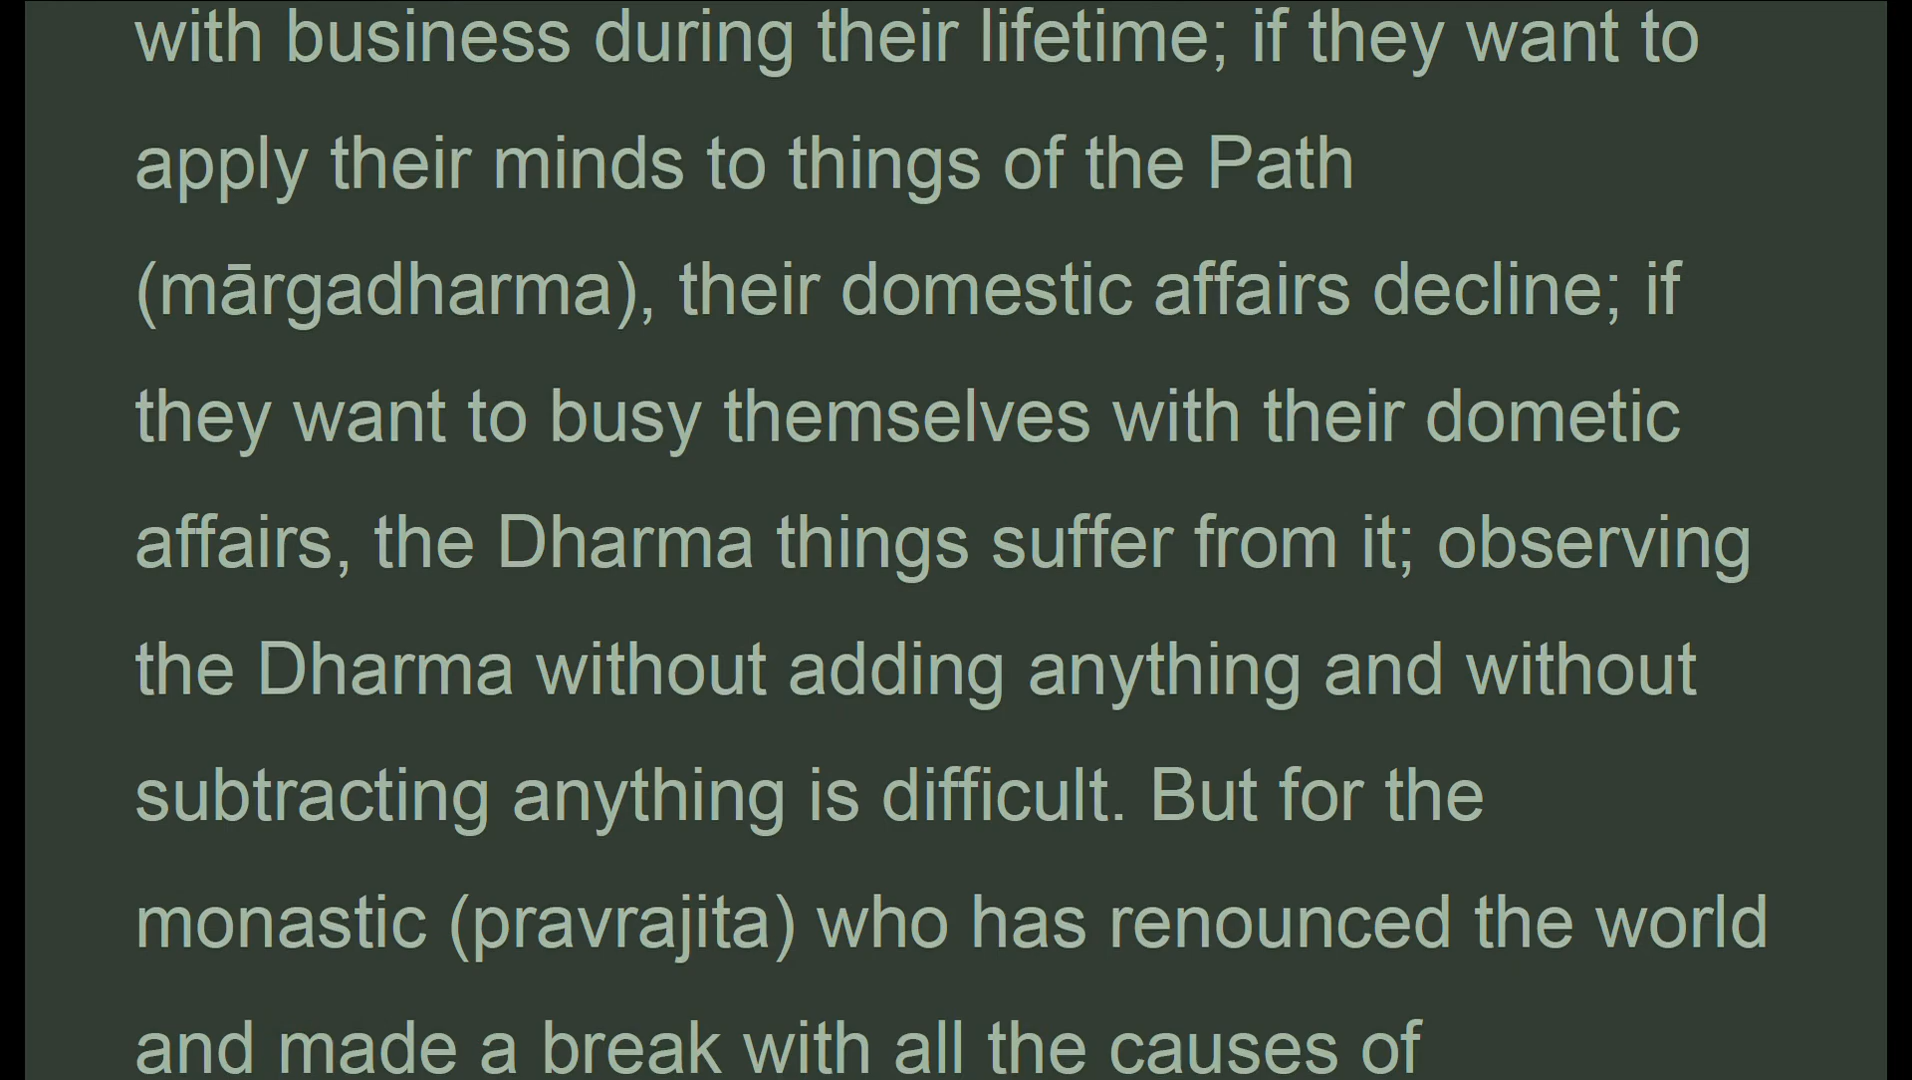 with business during their lifetime; if they want to
apply their minds to things of the Path
(mārgadharma), their domestic affairs decline; if
they want to busy themselves with their dometic
affairs, the Dharma things suffer from it; observing
the Dharma without adding anything and without
subtracting anything is difficult. But for the
monastic (pravrajita) who has renounced the world
and made a break with all the causes of